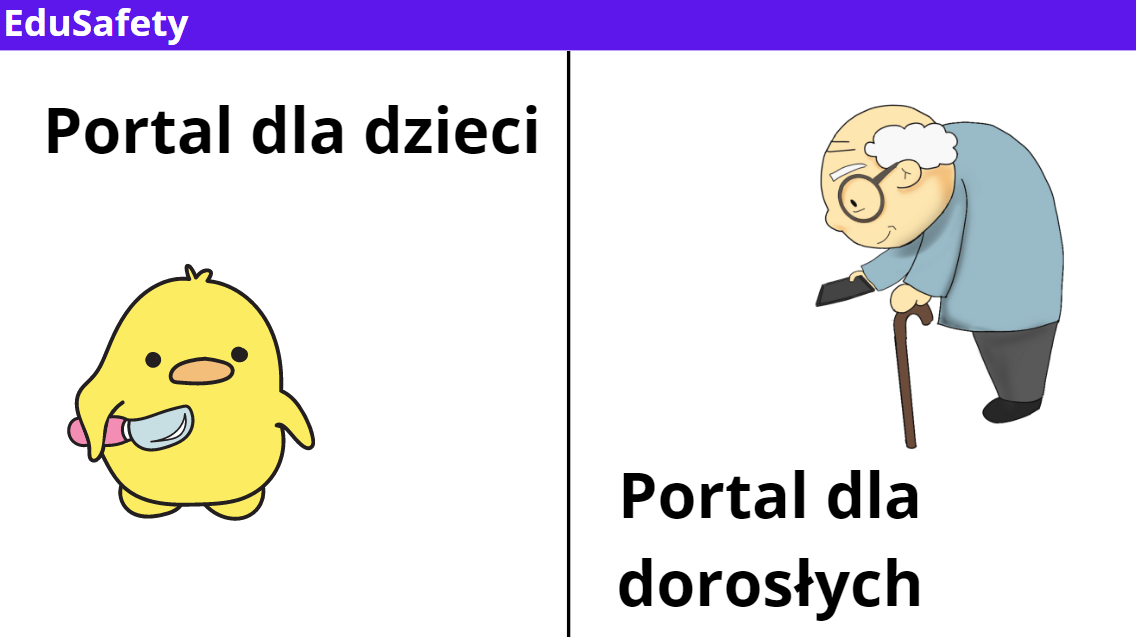 EduSafety
Portal dla dzieci
Portal dla
dorosłych